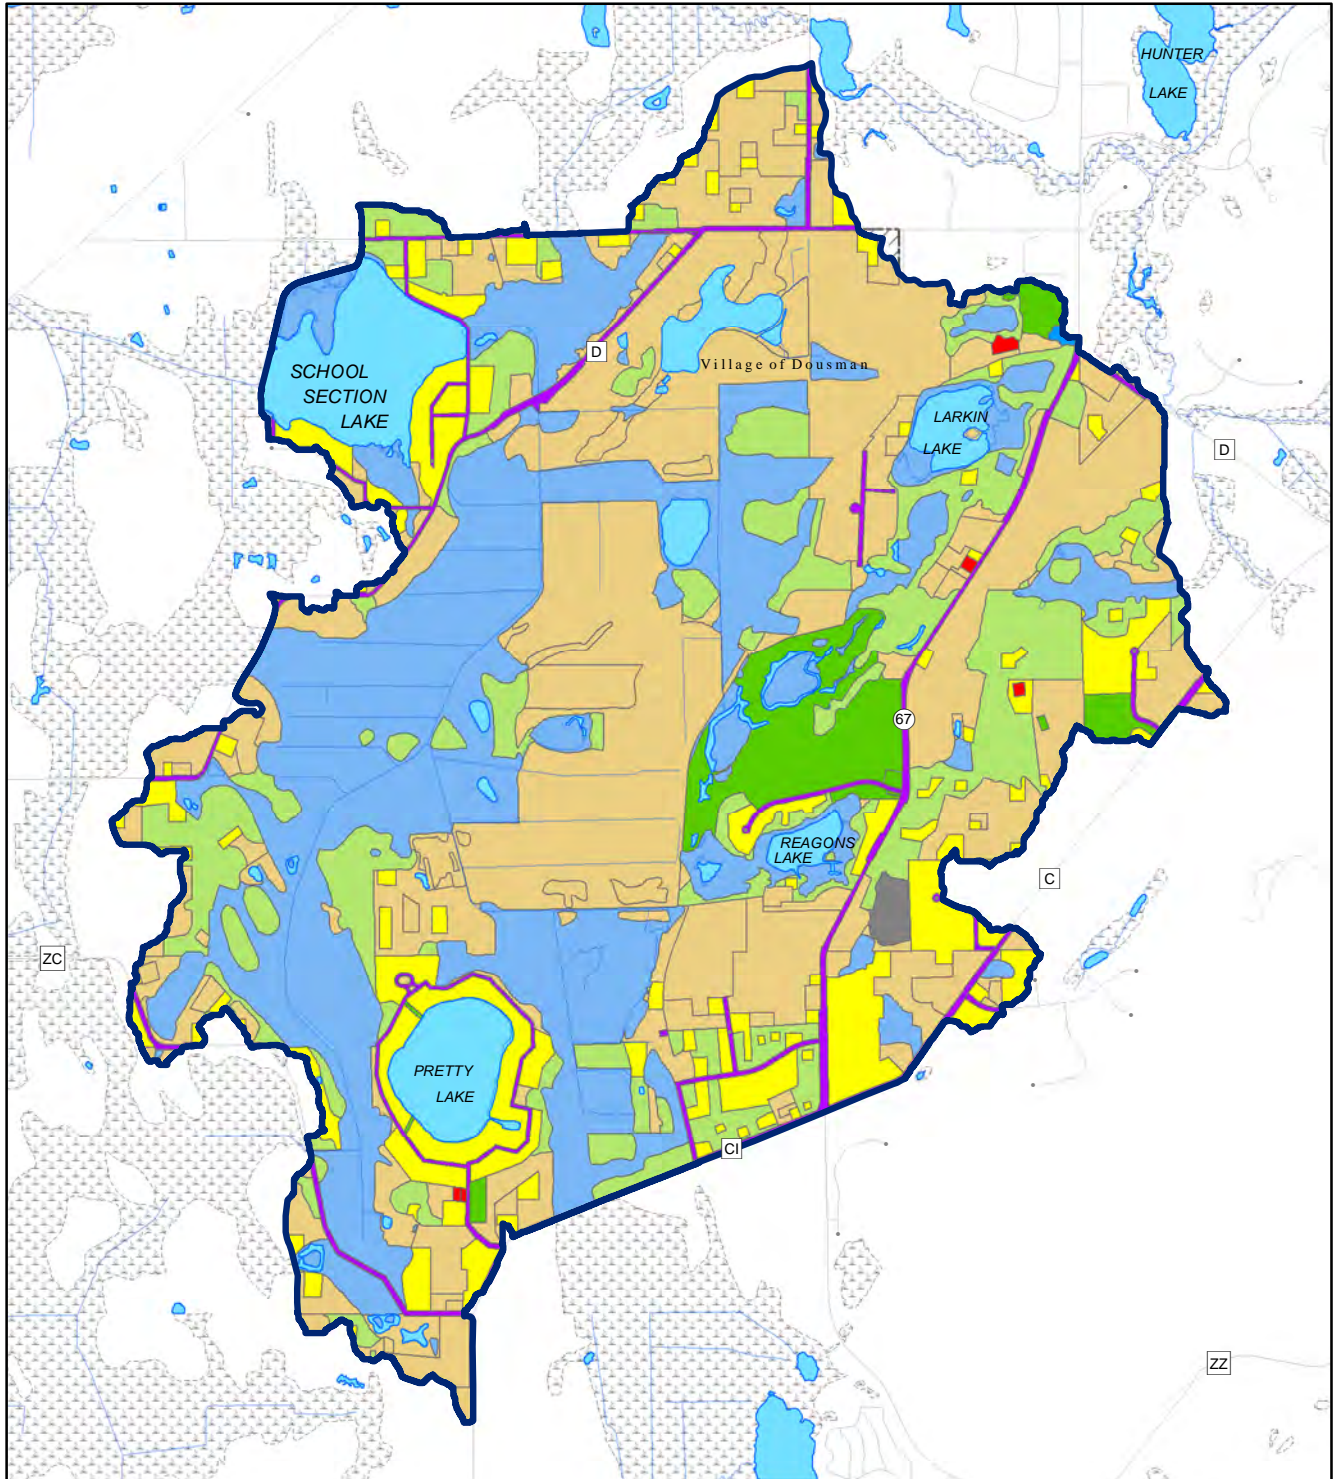 HUNTER
LAKE
D
Village of Dousman
SCHOOL
SECTION
LAKE
LARKIN
LAKE
D
67
REAGONS
LAKE
C
ZC
PRETTY
LAKE
CI
ZZ